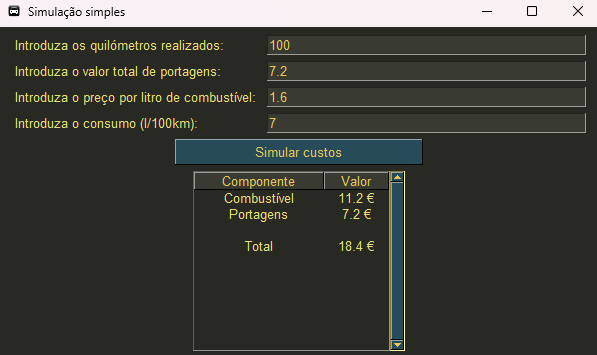 Simulação simples
Introduza os quilómetros realizados: 100
Introduza o valor total de portagens: 7.2
Introduza o preço por litro de combustível: 1.6
Introduza o consumo (l/100km): 7
Simular custos
Componente Valor
Combustível 11.2 €
Portagens 7.2 €
Total 18.4 €